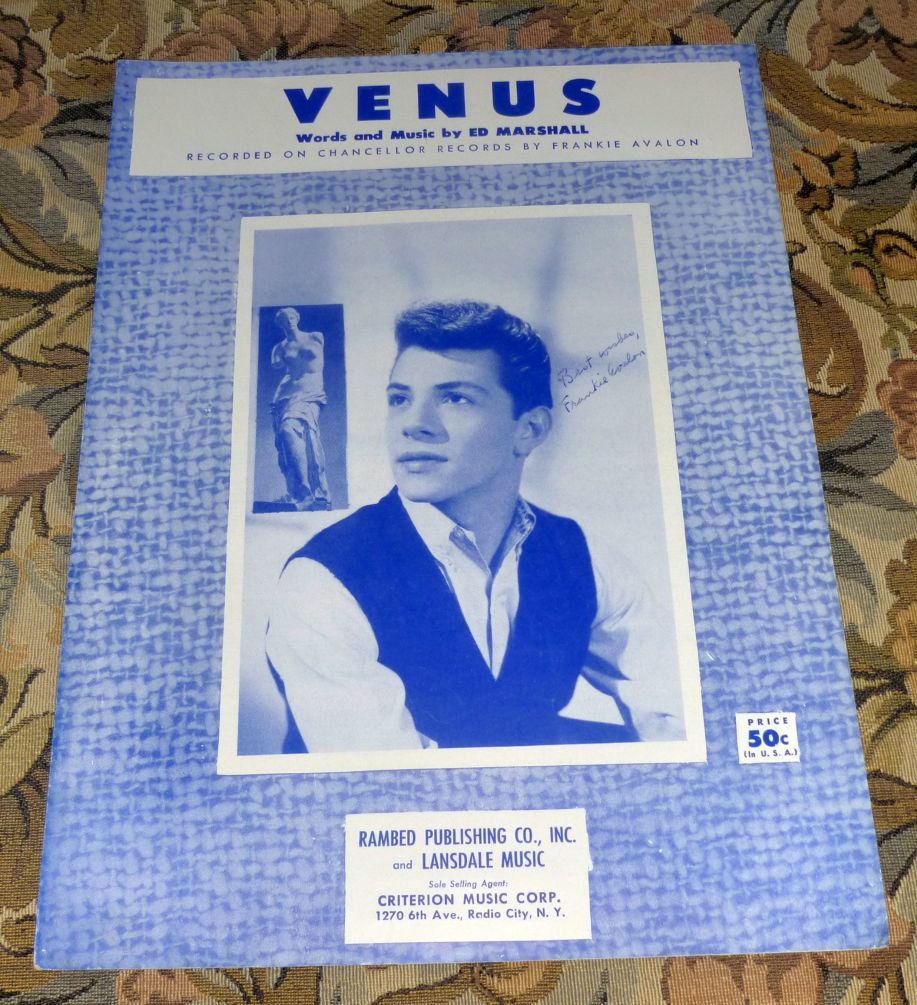 VENUS
Words and Music by ED MARSHALL
RECORDED ON CHANCELLOR RECORDS BY FRANKIE AVALON
Best wishes,
Frankie Avalon
PRICE
50c
(In U. S. A.)
RAMBED PUBLISHING CO., INC.
and LANSDALE MUSIC
Sole Selling Agent:
CRITERION MUSIC CORP.
1270 6th Ave., Radio City, N. Y.